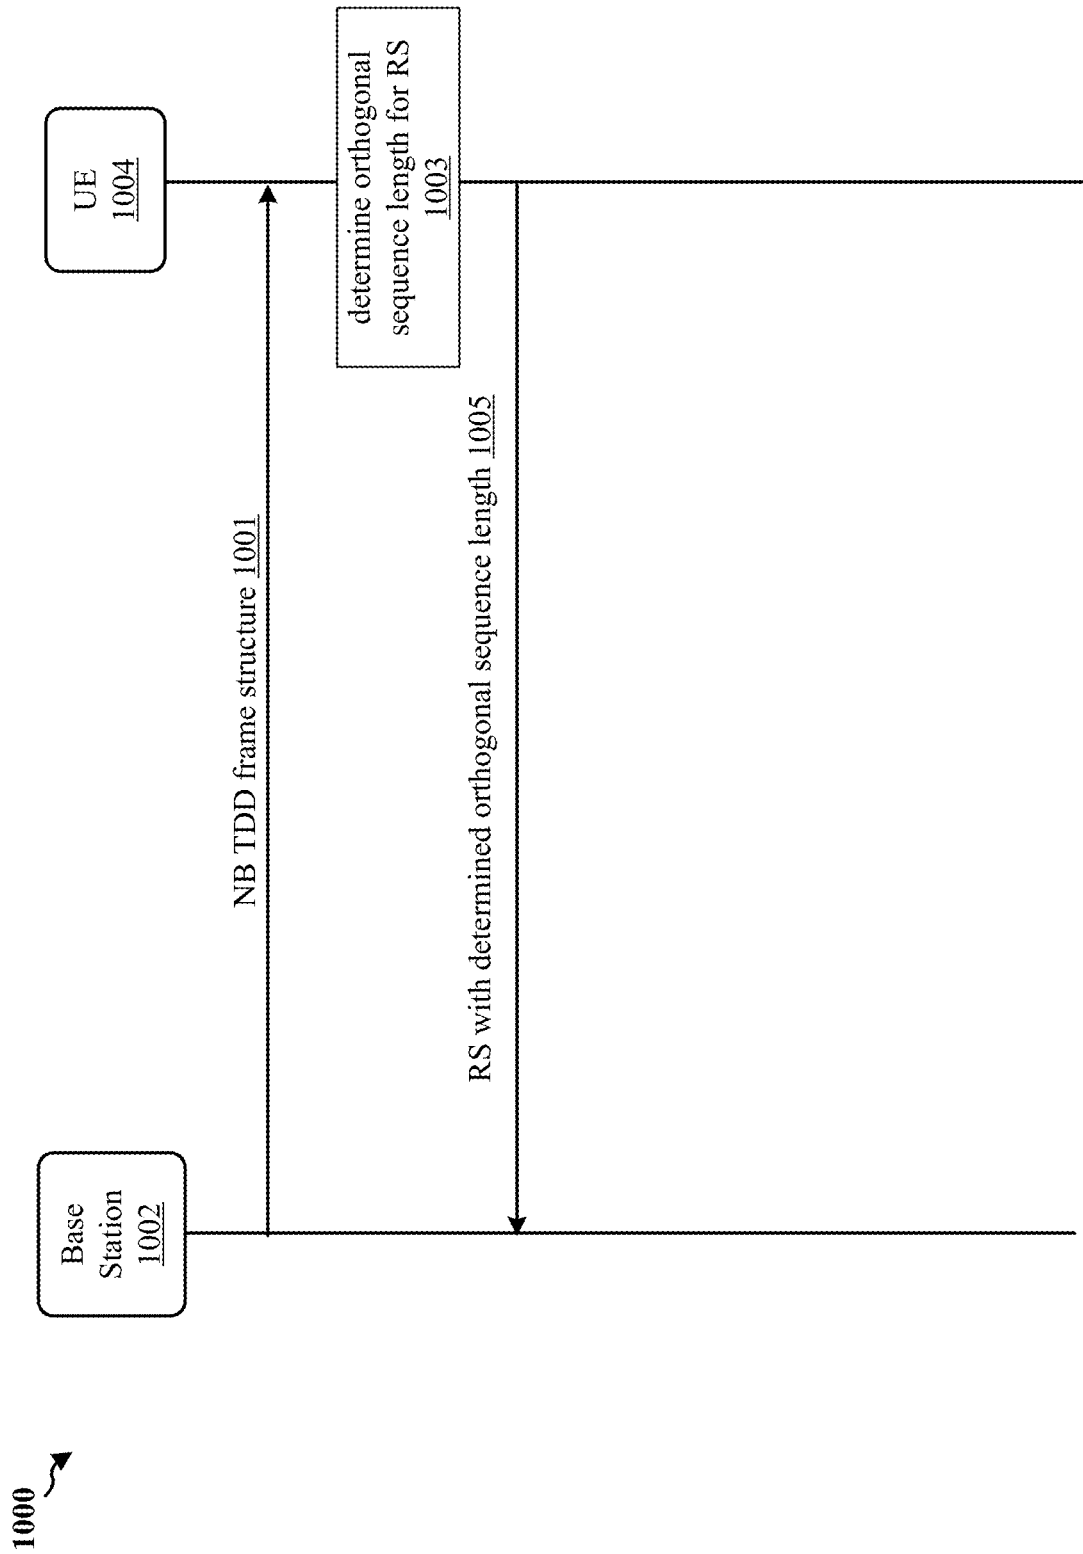 1000
Base
Station
1002
UE
1004
NB TDD frame structure 1001
determine orthogonal
sequence length for RS
1003
RS with determined orthogonal sequence length 1005